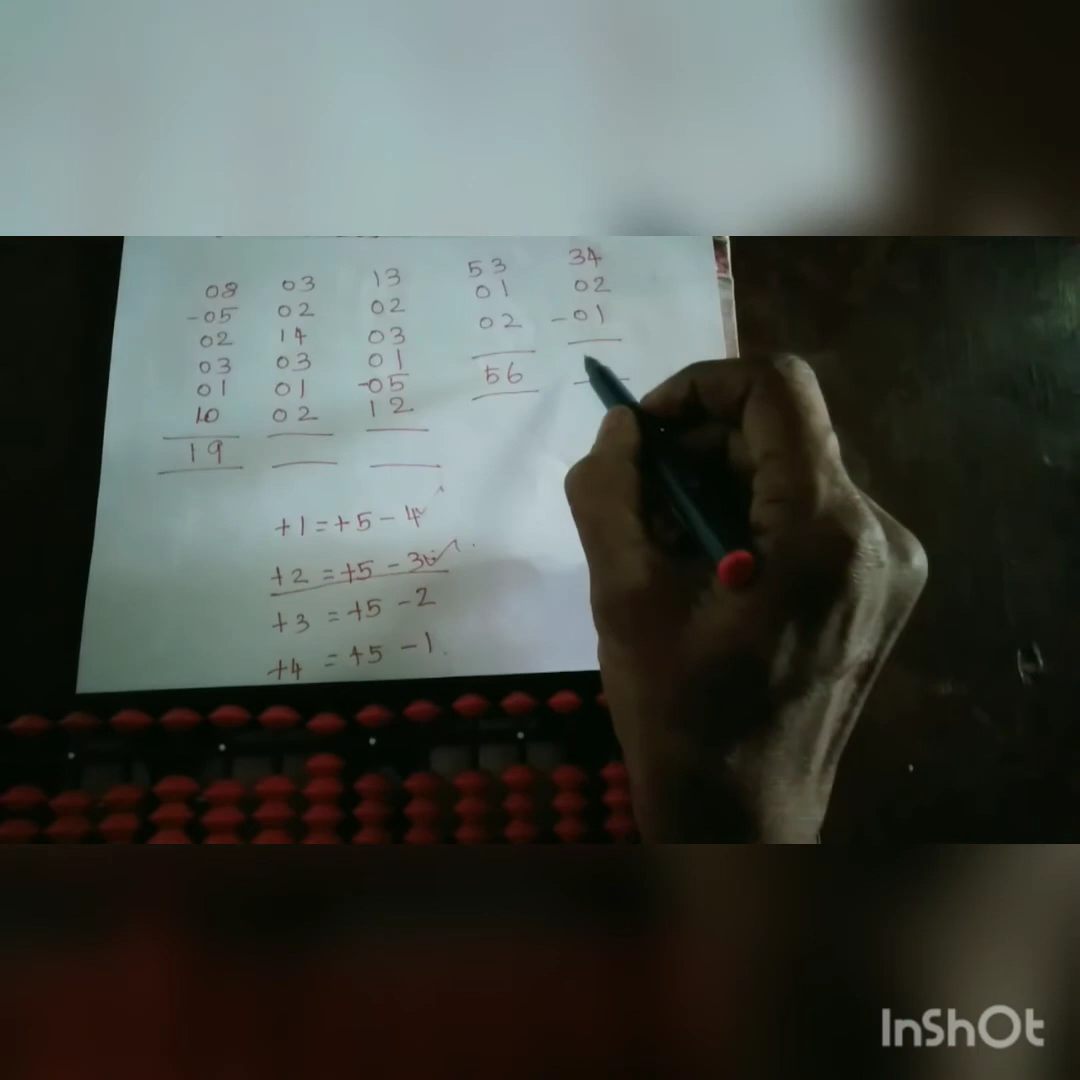 08 03 13 53 34
-05 02 02 01 02
02 14 03 02 -01
03 03 01
01 01 -05 56
10 02 12
19
+1 = +5 - 4
+2 = +5 - 3
+3 = +5 - 2
+4 = +5 - 1.
InShOt